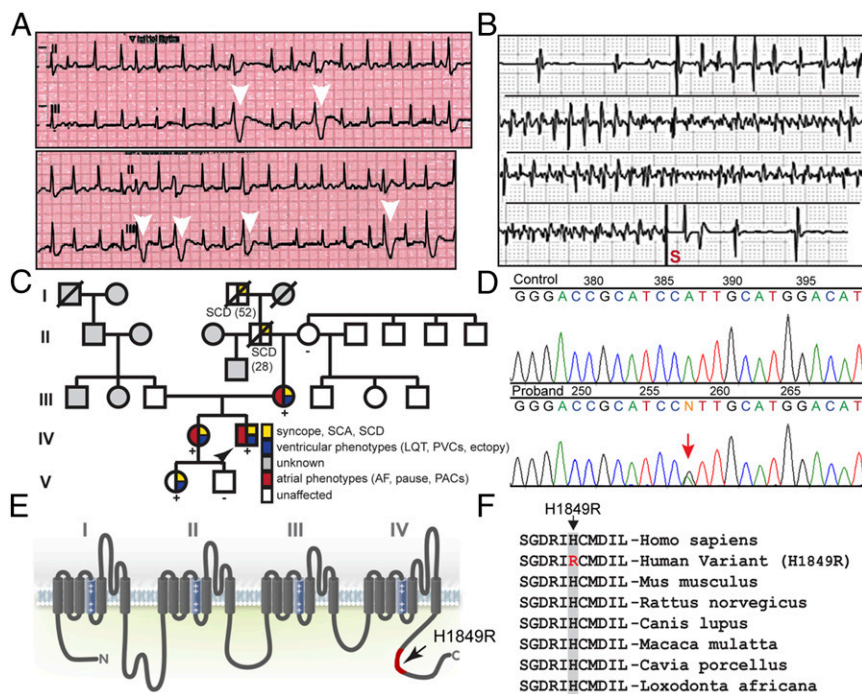 A
▽ Initial Rhythm
II
III
II
III
B
S
C
I
SCD (52)
II
SCD
(28)
-
III
+
IV
+
+
V
+
-
syncope, SCA, SCD
ventricular phenotypes (LQT, PVCs, ectopy)
unknown
atrial phenotypes (AF, pause, PACs)
unaffected
D
Control 380 385 390 395
GGGACCGCATCCATTGCATGGACAT
Proband 250 255 260 265
GGGACCGCATCCNTTGCATGGACAT
E
I II III IV
H1849R
N
C
F
H1849R
SGDRIHCMDIL-Homo sapiens
SGDRIRCMDIL-Human Variant (H1849R)
SGDRIHCMDIL-Mus musculus
SGDRIHCMDIL-Rattus norvegicus
SGDRIHCMDIL-Canis lupus
SGDRIHCMDIL-Macaca mulatta
SGDRIHCMDIL-Cavia porcellus
SGDRIHCMDIL-Loxodonta africana